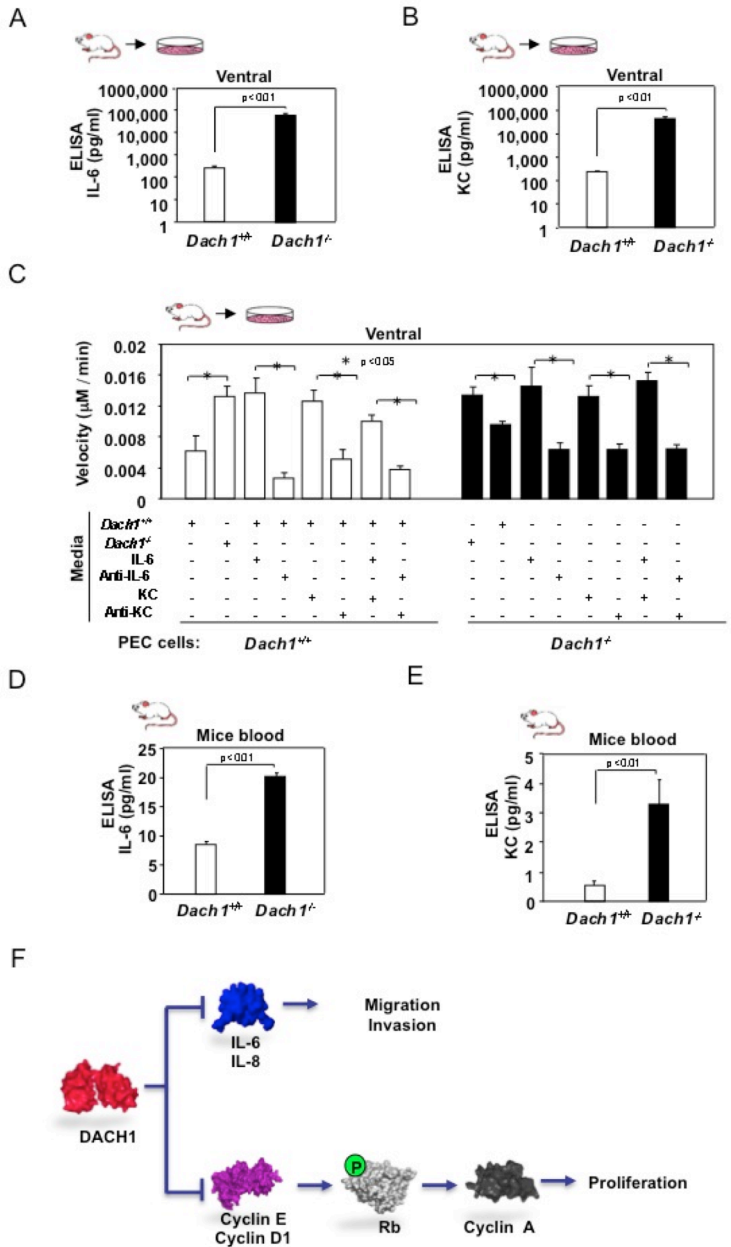 A
Ventral
1000,000
100,000
10,000
1,000
100
10
1
ELISA
IL-6 (pg/ml)
p <0.01
Dach1+/+ Dach1-/-
B
Ventral
1000,000
100,000
10,000
1,000
100
10
1
ELISA
KC (pg/ml)
p <0.01
Dach1+/+ Dach1-/-
C
Ventral
0.02
0.016
0.012
0.008
0.004
0
Velocity (µM / min)
* p <0.05
* * * *
* * * *
Media
Dach1+/+ + - + + + + + + - + - - - - - -
Dach1-/- - + - - - - - - + - - - - - - -
IL-6 - - + - - - + - - - + - - - + -
Anti-IL-6 - - - + - - - + - - - + - - - +
KC - - - - + - + - - - - - + - + -
Anti-KC - - - - - + - + - - - - - + - +
PEC cells: Dach1+/+ Dach1-/-
D
Mice blood
25
20
15
10
5
0
ELISA
IL-6 (pg/ml)
p <0.01
Dach1+/+ Dach1-/-
E
Mice blood
5
4
3
2
1
0
ELISA
KC (pg/ml)
p <0.01
Dach1+/+ Dach1-/-
F
DACH1
IL-6
IL-8
Migration
Invasion
Cyclin E
Cyclin D1
P
Rb
Cyclin A
Proliferation